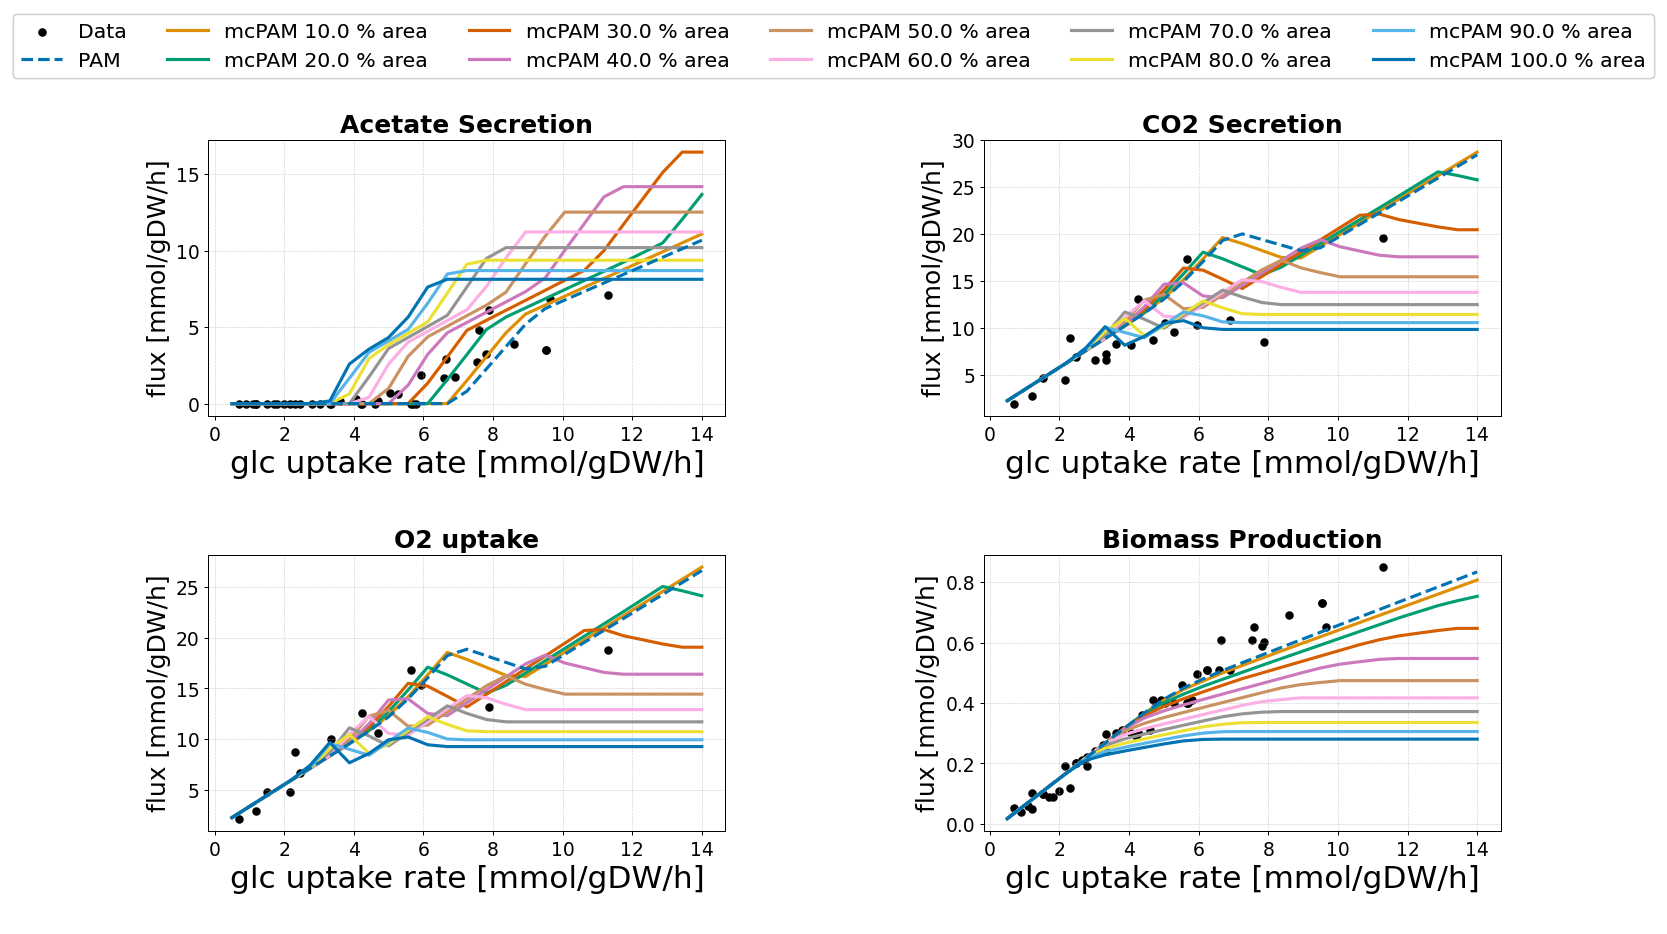 Data mcPAM 10.0 % area mcPAM 30.0 % area mcPAM 50.0 % area mcPAM 70.0 % area mcPAM 90.0 % area
PAM mcPAM 20.0 % area mcPAM 40.0 % area mcPAM 60.0 % area mcPAM 80.0 % area mcPAM 100.0 % area
Acetate Secretion
flux [mmol/gDW/h]
15
10
5
0
0 2 4 6 8 10 12 14
glc uptake rate [mmol/gDW/h]
CO2 Secretion
flux [mmol/gDW/h]
30
25
20
15
10
5
0 2 4 6 8 10 12 14
glc uptake rate [mmol/gDW/h]
O2 uptake
flux [mmol/gDW/h]
25
20
15
10
5
0 2 4 6 8 10 12 14
glc uptake rate [mmol/gDW/h]
Biomass Production
flux [mmol/gDW/h]
0.8
0.6
0.4
0.2
0.0
0 2 4 6 8 10 12 14
glc uptake rate [mmol/gDW/h]